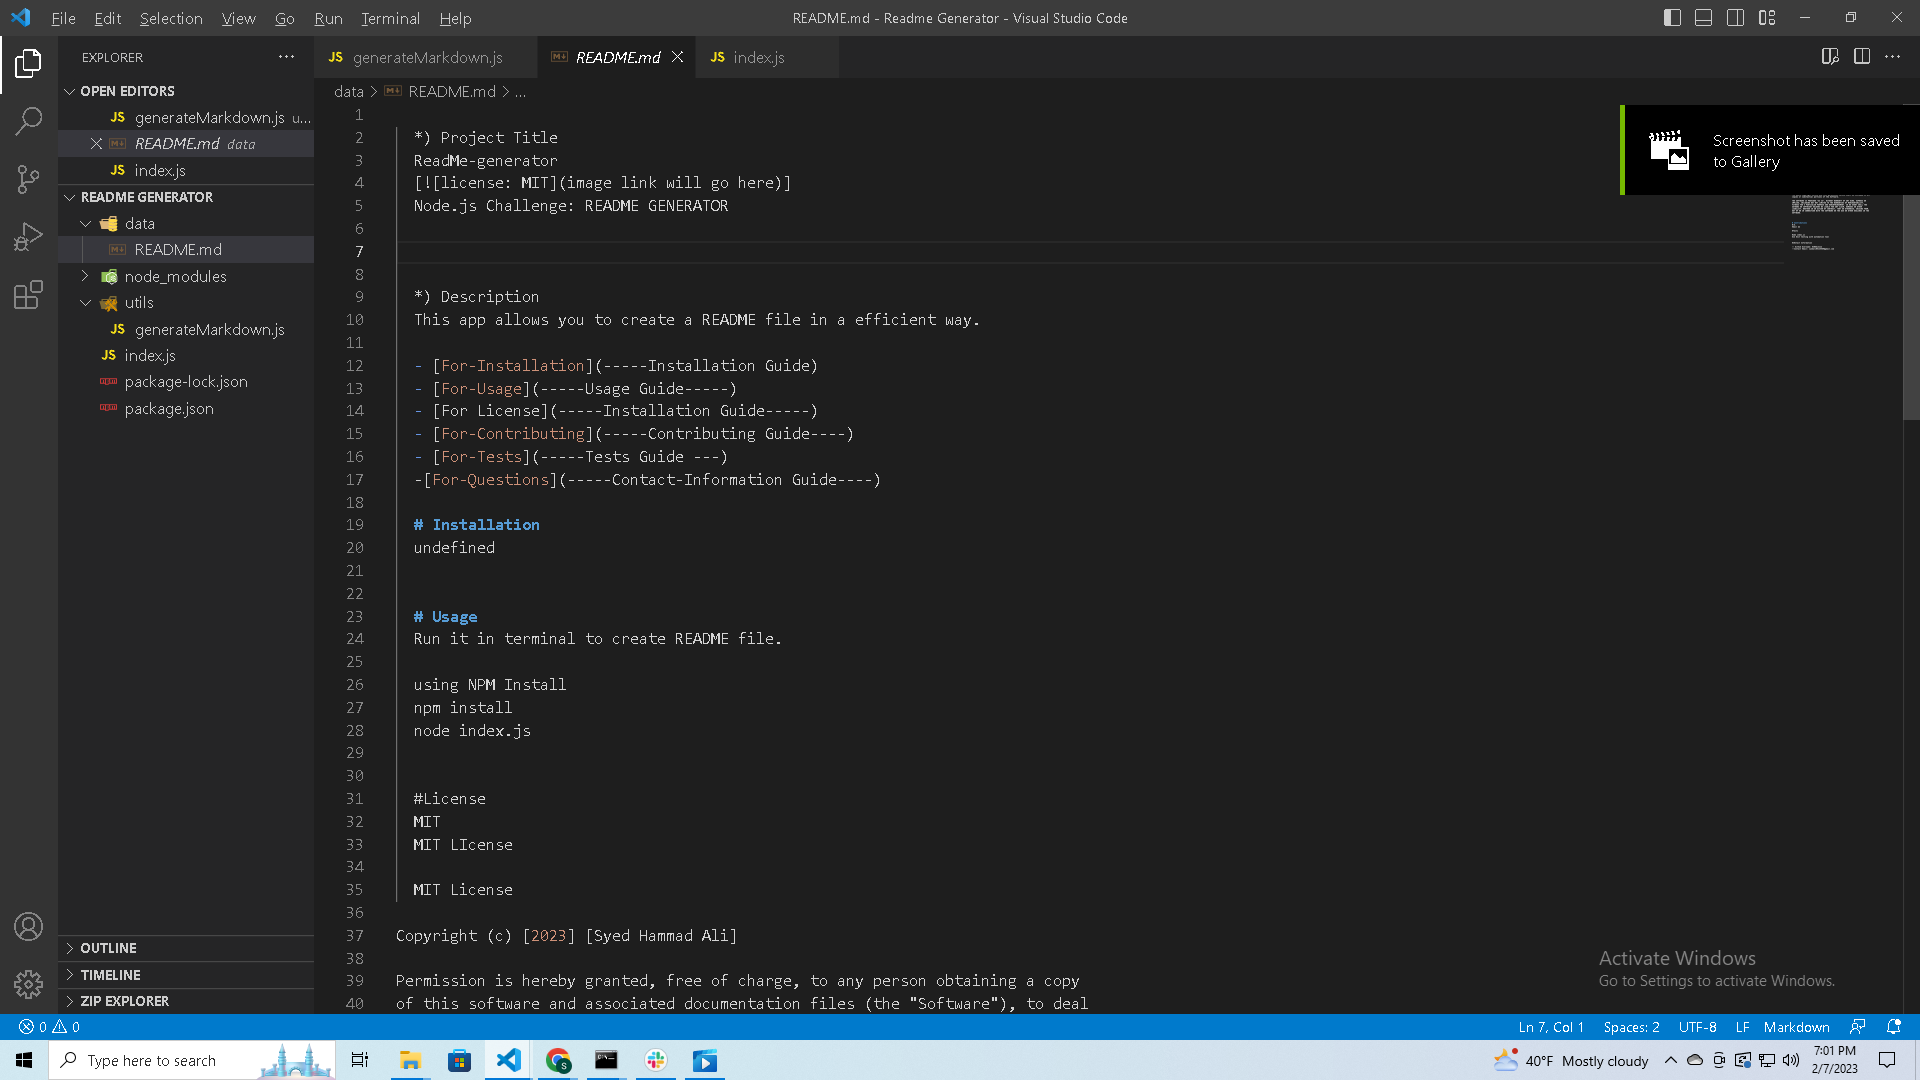 File Edit Selection View Go Run Terminal Help
README.md - Readme Generator - Visual Studio Code
EXPLORER
JS generateMarkdown.js
README.md
JS index.js
OPEN EDITORS
JS generateMarkdown.js u...
README.md data
JS index.js
README GENERATOR
data
README.md
node_modules
utils
JS generateMarkdown.js
JS index.js
package-lock.json
package.json
OUTLINE
TIMELINE
ZIP EXPLORER
data > README.md > ...
1
2 *) Project Title
3 ReadMe-generator
4 [![license: MIT](image link will go here)]
5 Node.js Challenge: README GENERATOR
6
7
8
9 *) Description
10 This app allows you to create a README file in a efficient way.
11
12 - [For-Installation](-----Installation Guide)
13 - [For-Usage](-----Usage Guide-----)
14 - [For License](-----Installation Guide-----)
15 - [For-Contributing](-----Contributing Guide----)
16 - [For-Tests](-----Tests Guide ---)
17 -[For-Questions](-----Contact-Information Guide----)
18
19 # Installation
20 undefined
21
22
23 # Usage
24 Run it in terminal to create README file.
25
26 using NPM Install
27 npm install
28 node index.js
29
30
31 #License
32 MIT
33 MIT LIcense
34
35 MIT License
36
37 Copyright (c) [2023] [Syed Hammad Ali]
38
39 Permission is hereby granted, free of charge, to any person obtaining a copy
40 of this software and associated documentation files (the "Software"), to deal
Screenshot has been saved
to Gallery
Activate Windows
Go to Settings to activate Windows.
0 0
Ln 7, Col 1 Spaces: 2 UTF-8 LF Markdown
Type here to search
40°F Mostly cloudy
7:01 PM
2/7/2023